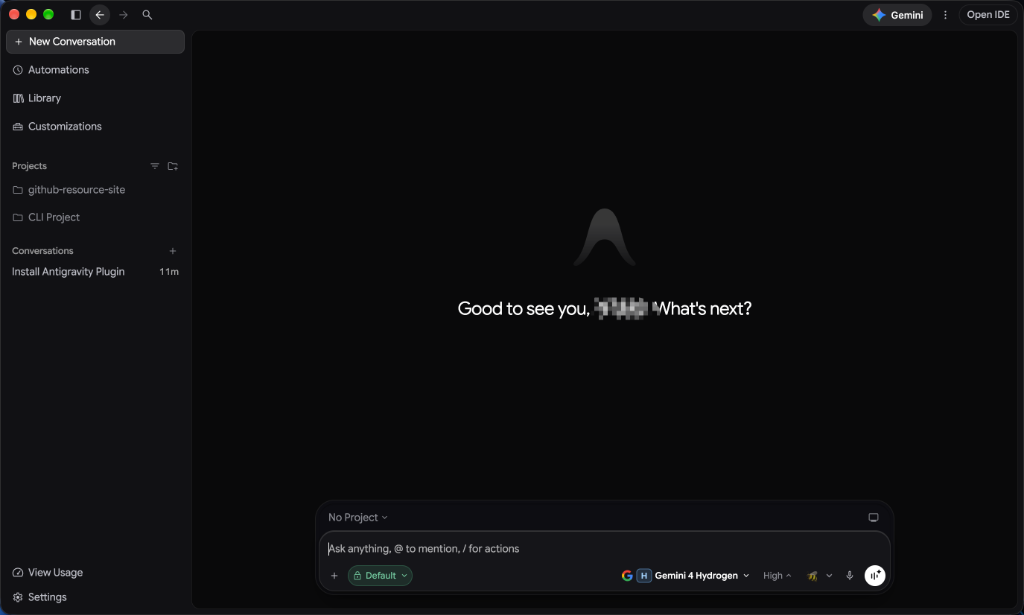 Gemini
Open IDE
New Conversation
Automations
Library
Customizations
Projects
github-resource-site
CLI Project
Conversations
Install Antigravity Plugin 11m
Good to see you, What's next?
No Project
Ask anything, @ to mention, / for actions
Default
H Gemini 4 Hydrogen High
View Usage
Settings